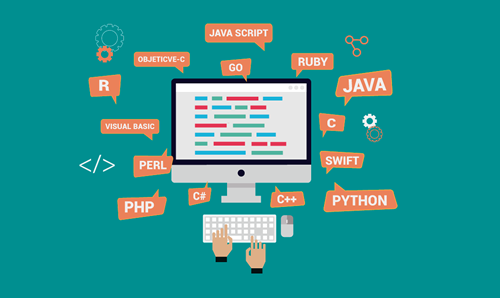 JAVA SCRIPT
OBJETICVE-C
GO
RUBY
R
JAVA
VISUAL BASIC
C
</>
PERL
SWIFT
PHP
C#
C++
PYTHON